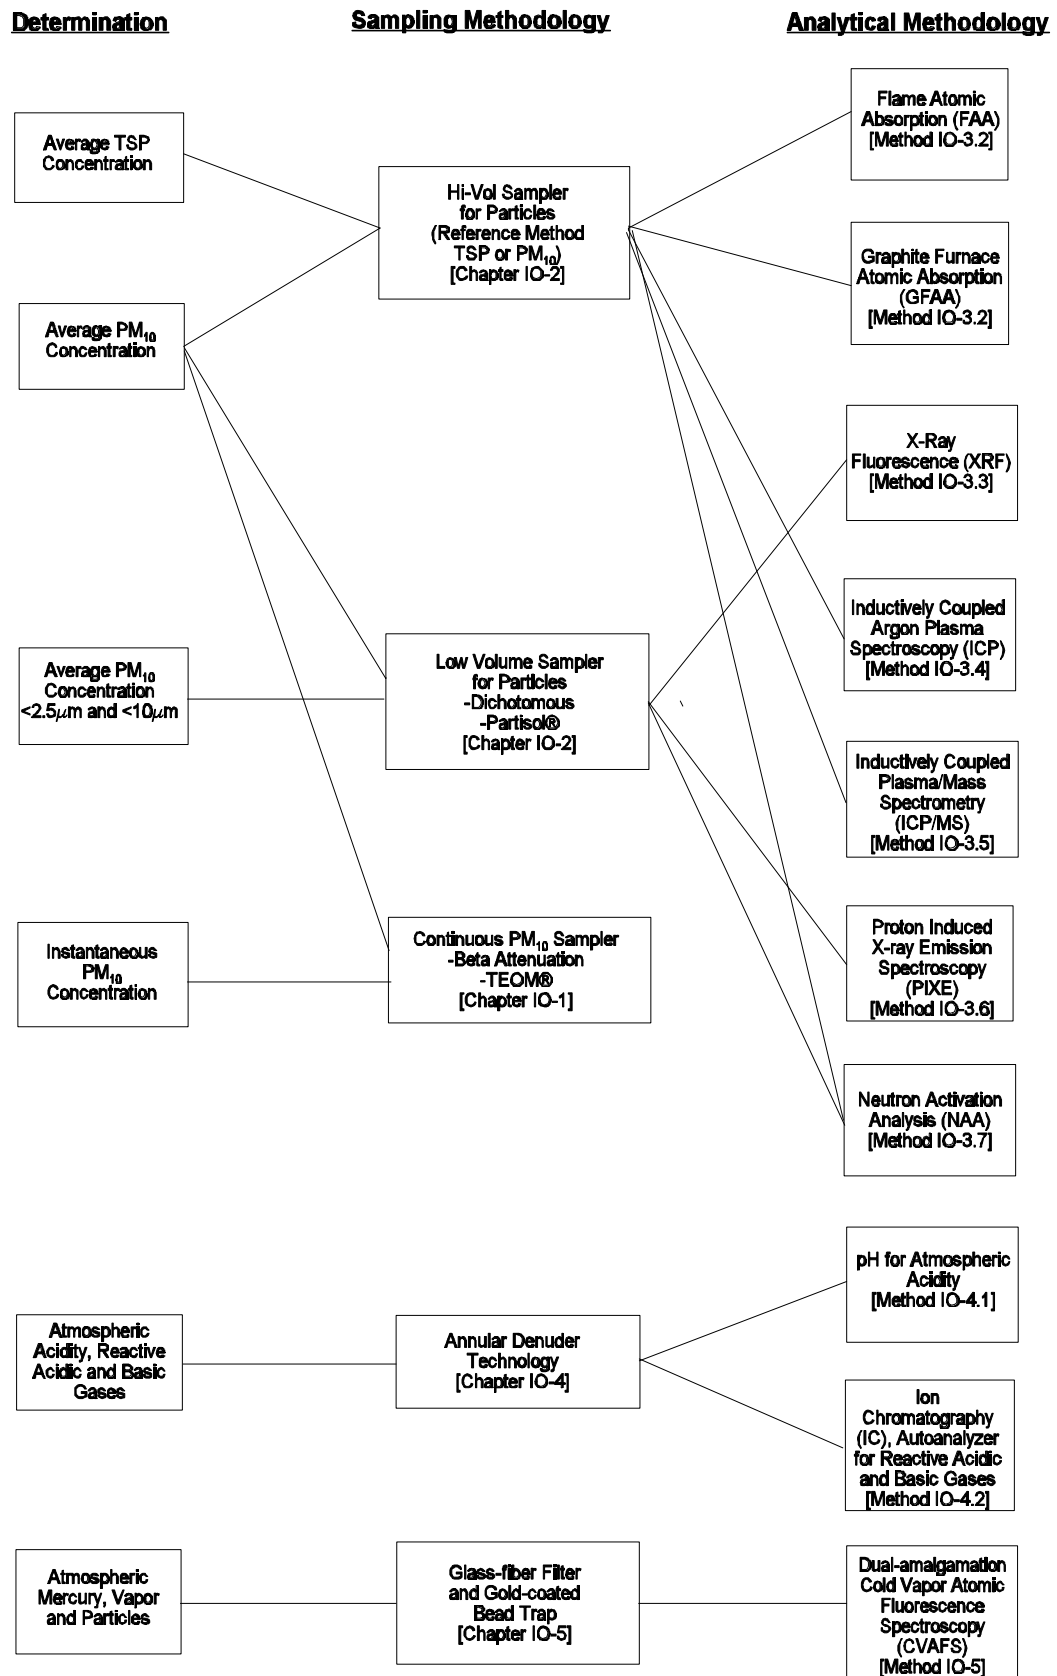 Determination
Sampling Methodology
Analytical Methodology
Average TSP
Concentration
Average PM₁₀
Concentration
Average PM₁₀
Concentration
<2.5μm and <10μm
Instantaneous
PM₁₀
Concentration
Atmospheric
Acidity, Reactive
Acidic and Basic
Gases
Atmospheric
Mercury, Vapor
and Particles
Hi-Vol Sampler
for Particles
(Reference Method
TSP or PM₁₀)
[Chapter IO-2]
Low Volume Sampler
for Particles
-Dichotomous
-Partisol®
[Chapter IO-2]
Continuous PM₁₀ Sampler
-Beta Attenuation
-TEOM®
[Chapter IO-1]
Annular Denuder
Technology
[Chapter IO-4]
Glass-fiber Filter
and Gold-coated
Bead Trap
[Chapter IO-5]
Flame Atomic
Absorption (FAA)
[Method IO-3.2]
Graphite Furnace
Atomic Absorption
(GFAA)
[Method IO-3.2]
X-Ray
Fluorescence (XRF)
[Method IO-3.3]
Inductively Coupled
Argon Plasma
Spectroscopy (ICP)
[Method IO-3.4]
Inductively Coupled
Plasma/Mass
Spectrometry
(ICP/MS)
[Method IO-3.5]
Proton Induced
X-ray Emission
Spectroscopy
(PIXE)
[Method IO-3.6]
Neutron Activation
Analysis (NAA)
[Method IO-3.7]
pH for Atmospheric
Acidity
[Method IO-4.1]
Ion
Chromatography
(IC), Autoanalyzer
for Reactive Acidic
and Basic Gases
[Method IO-4.2]
Dual-amalgamation
Cold Vapor Atomic
Fluorescence
Spectroscopy
(CVAFS)
[Method IO-5]